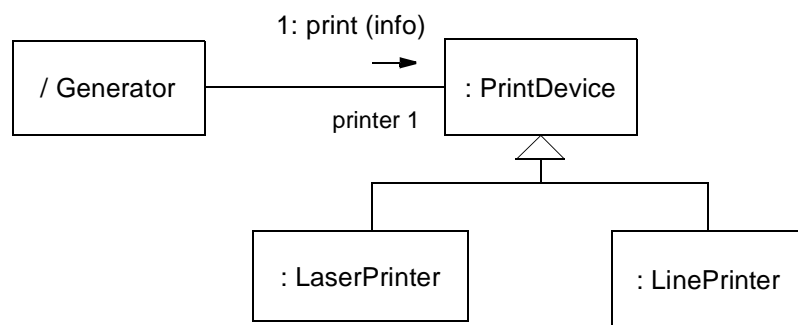 1: print (info)
/ Generator
: PrintDevice
printer 1
: LaserPrinter
: LinePrinter